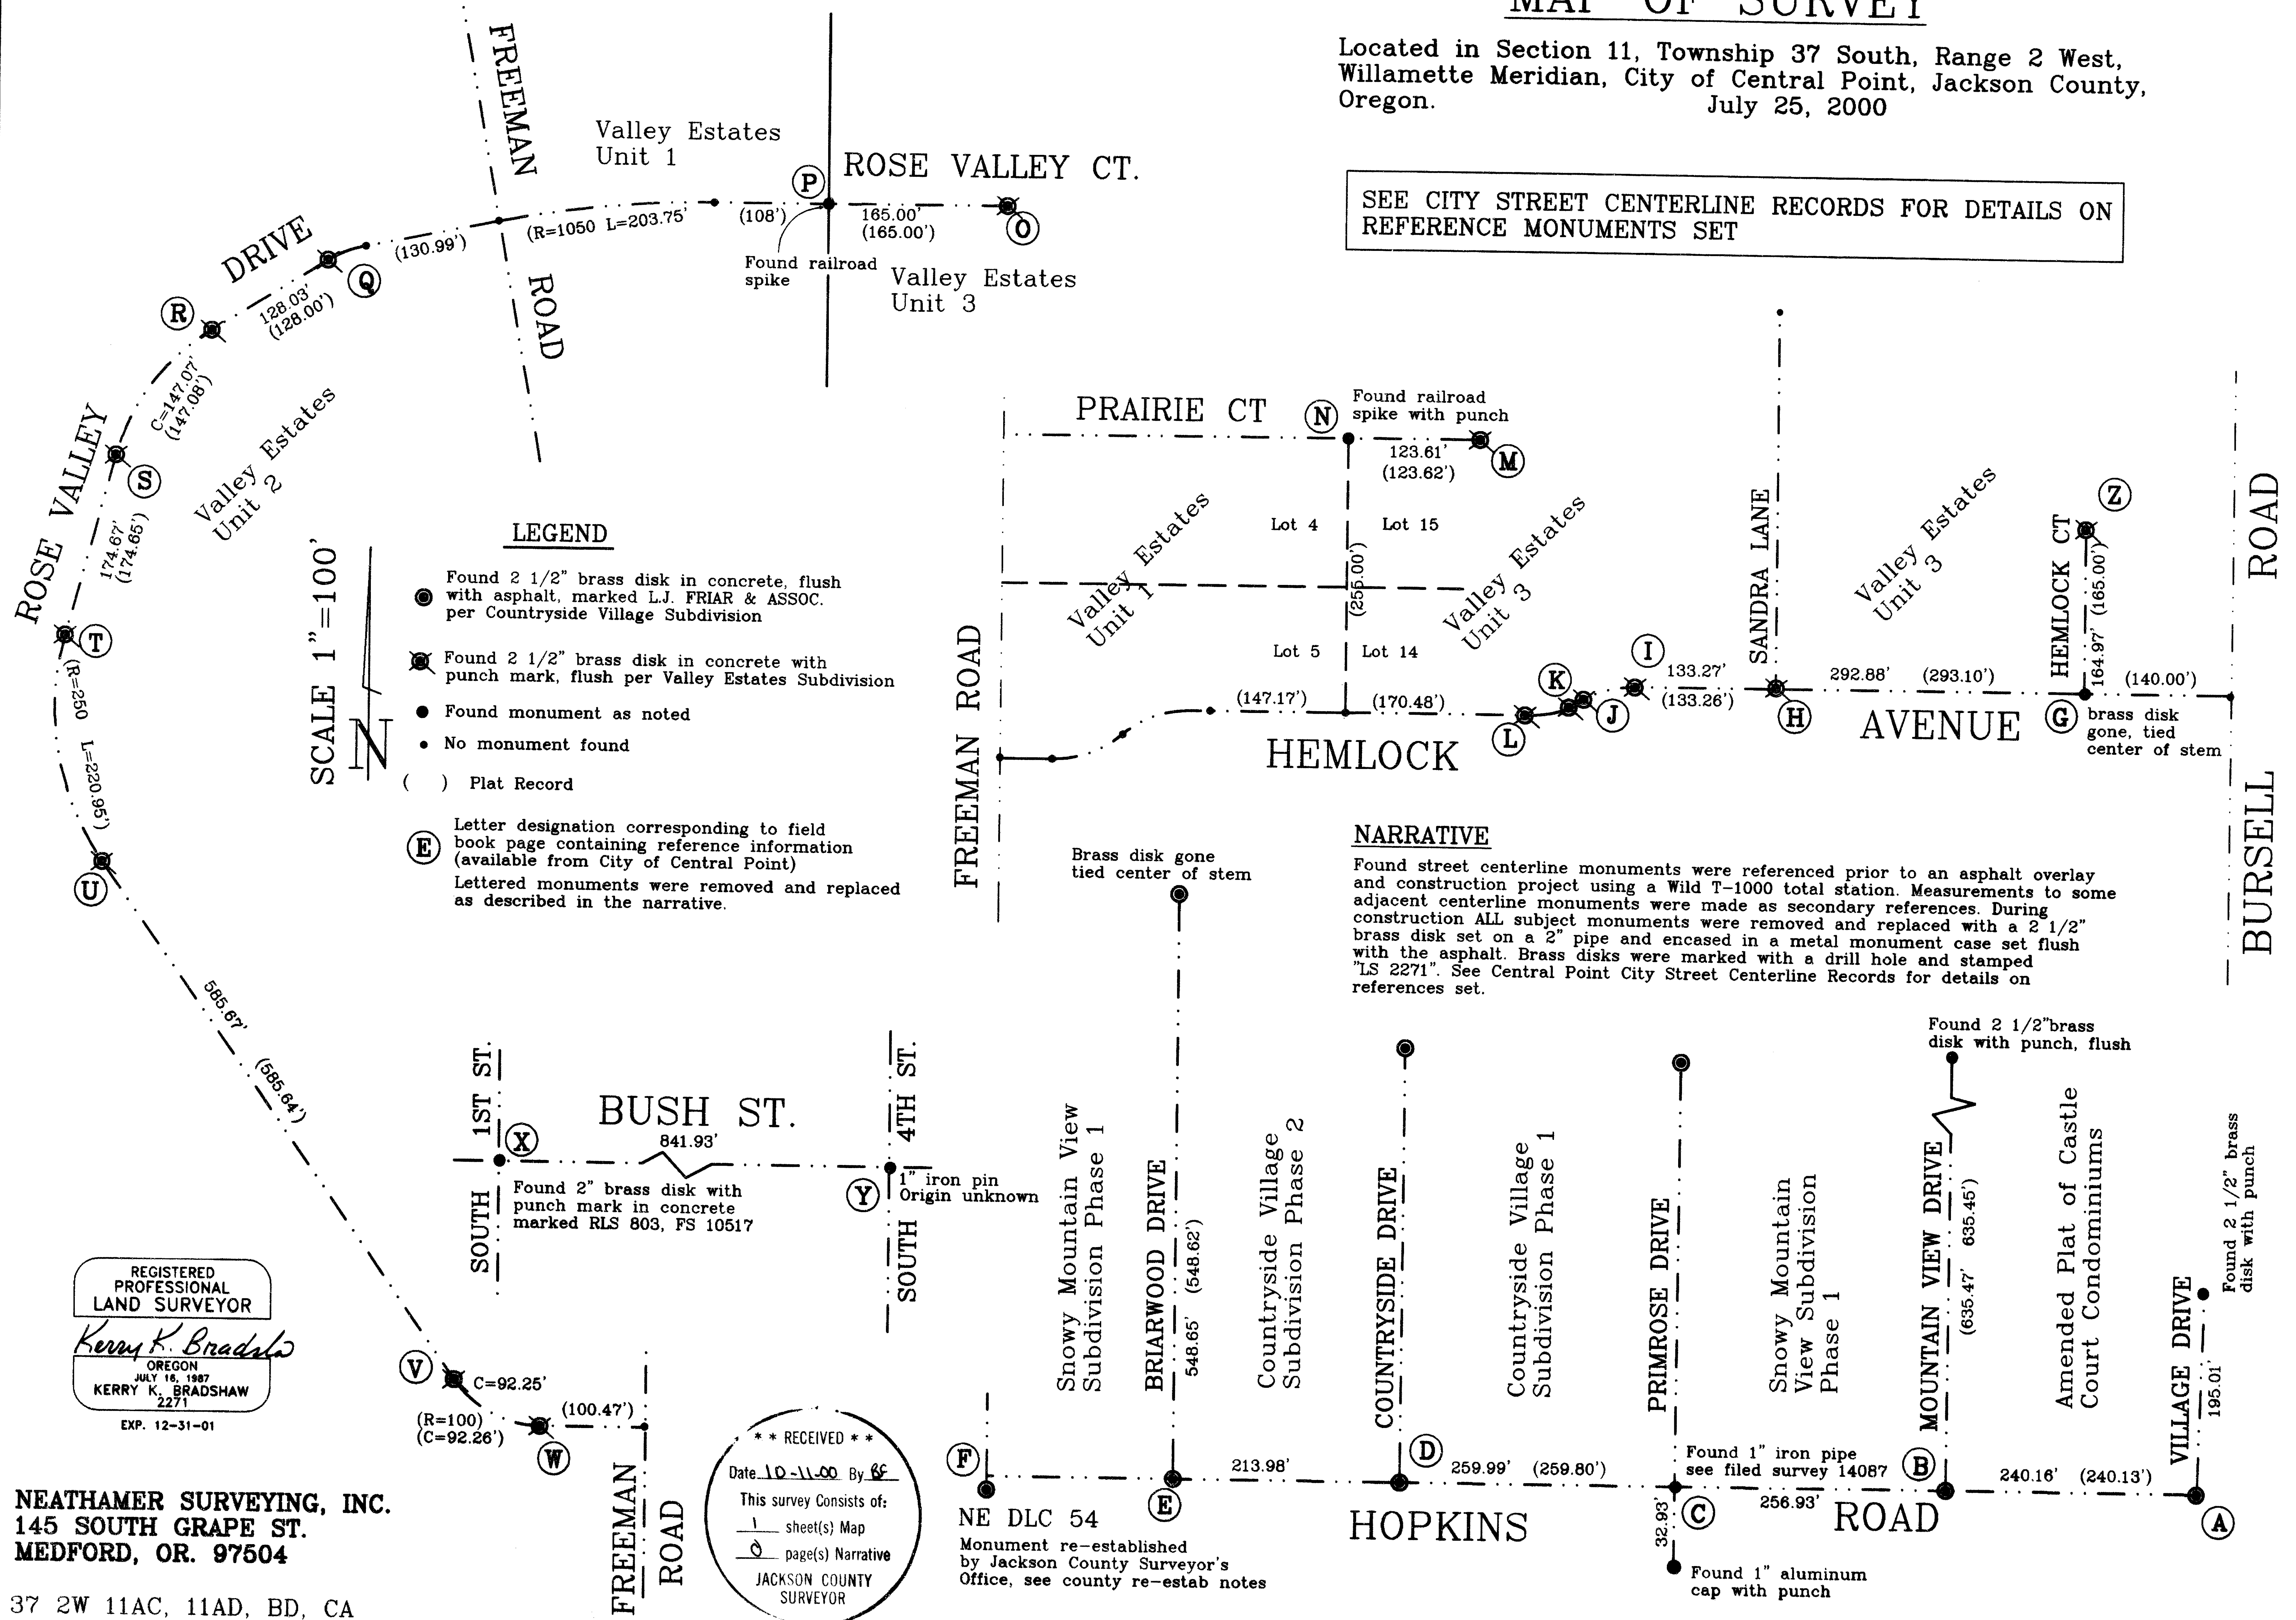 MAP OF SURVEY
Located in Section 11, Township 37 South, Range 2 West,
Willamette Meridian, City of Central Point, Jackson County,
Oregon. July 25, 2000
SEE CITY STREET CENTERLINE RECORDS FOR DETAILS ON
REFERENCE MONUMENTS SET
FREEMAN
ROAD
Valley Estates
Unit 1
P
ROSE VALLEY CT.
165.00'
(165.00')
O
(108')
(R=1050 L=203.75'
(130.99')
Found railroad
spike
Valley Estates
Unit 3
DRIVE
Q
128.03'
(128.00')
R
C=147.07'
(147.08')
Valley Estates
Unit 2
S
ROSE VALLEY
174.67'
(174.65')
T
(R=250 L=220.95')
U
585.67'
(585.64')
SCALE 1"=100'
N
LEGEND
Found 2 1/2" brass disk in concrete, flush
with asphalt, marked L.J. FRIAR & ASSOC.
per Countryside Village Subdivision
Found 2 1/2" brass disk in concrete with
punch mark, flush per Valley Estates Subdivision
Found monument as noted
No monument found
( ) Plat Record
E
Letter designation corresponding to field
book page containing reference information
(available from City of Central Point)
Lettered monuments were removed and replaced
as described in the narrative.
PRAIRIE CT
N
Found railroad
spike with punch
123.61'
(123.62')
M
Lot 4
Lot 15
Valley Estates
Unit 1
(255.00')
Valley Estates
Unit 3
Lot 5
Lot 14
FREEMAN ROAD
(147.17')
(170.48')
HEMLOCK
L
K
J
I
133.27'
(133.26')
SANDRA LANE
H
Valley Estates
Unit 3
292.88' (293.10')
AVENUE
HEMLOCK CT
Z
164.97' (165.00')
G
(140.00')
brass disk
gone, tied
center of stem
BURSELL ROAD
NARRATIVE
Found street centerline monuments were referenced prior to an asphalt overlay
and construction project using a Wild T-1000 total station. Measurements to some
adjacent centerline monuments were made as secondary references. During
construction ALL subject monuments were removed and replaced with a 2 1/2"
brass disk set on a 2" pipe and encased in a metal monument case set flush
with the asphalt. Brass disks were marked with a drill hole and stamped
"LS 2271". See Central Point City Street Centerline Records for details on
references set.
Brass disk gone
tied center of stem
SOUTH 1ST ST.
X
BUSH ST.
841.93'
Found 2" brass disk with
punch mark in concrete
marked RLS 803, FS 10517
SOUTH 4TH ST.
Y
1" iron pin
Origin unknown
Snowy Mountain View
Subdivision Phase 1
BRIARWOOD DRIVE
548.65' (548.62')
Countryside Village
Subdivision Phase 2
COUNTRYSIDE DRIVE
Countryside Village
Subdivision Phase 1
PRIMROSE DRIVE
Snowy Mountain
View Subdivision
Phase 1
Found 2 1/2"brass
disk with punch, flush
MOUNTAIN VIEW DRIVE
(635.47' 635.45')
Amended Plat of Castle
Court Condominiums
VILLAGE DRIVE
195.01'
Found 2 1/2" brass
disk with punch
V
C=92.25'
(R=100)
(C=92.26')
(100.47')
W
FREEMAN
ROAD
F
NE DLC 54
Monument re-established
by Jackson County Surveyor's
Office, see county re-estab notes
E
213.98'
D
259.99' (259.80')
HOPKINS
Found 1" iron pipe
see filed survey 14087
C
32.93'
Found 1" aluminum
cap with punch
256.93'
B
ROAD
240.16' (240.13')
A
REGISTERED
PROFESSIONAL
LAND SURVEYOR
Kerry K. Bradsha
OREGON
JULY 16, 1987
KERRY K. BRADSHAW
2271
EXP. 12-31-01
NEATHAMER SURVEYING, INC.
145 SOUTH GRAPE ST.
MEDFORD, OR. 97504
37 2W 11AC, 11AD, BD, CA
* * RECEIVED * *
Date 10-11-00 By BF
This survey Consists of:
1 sheet(s) Map
0 page(s) Narrative
JACKSON COUNTY
SURVEYOR